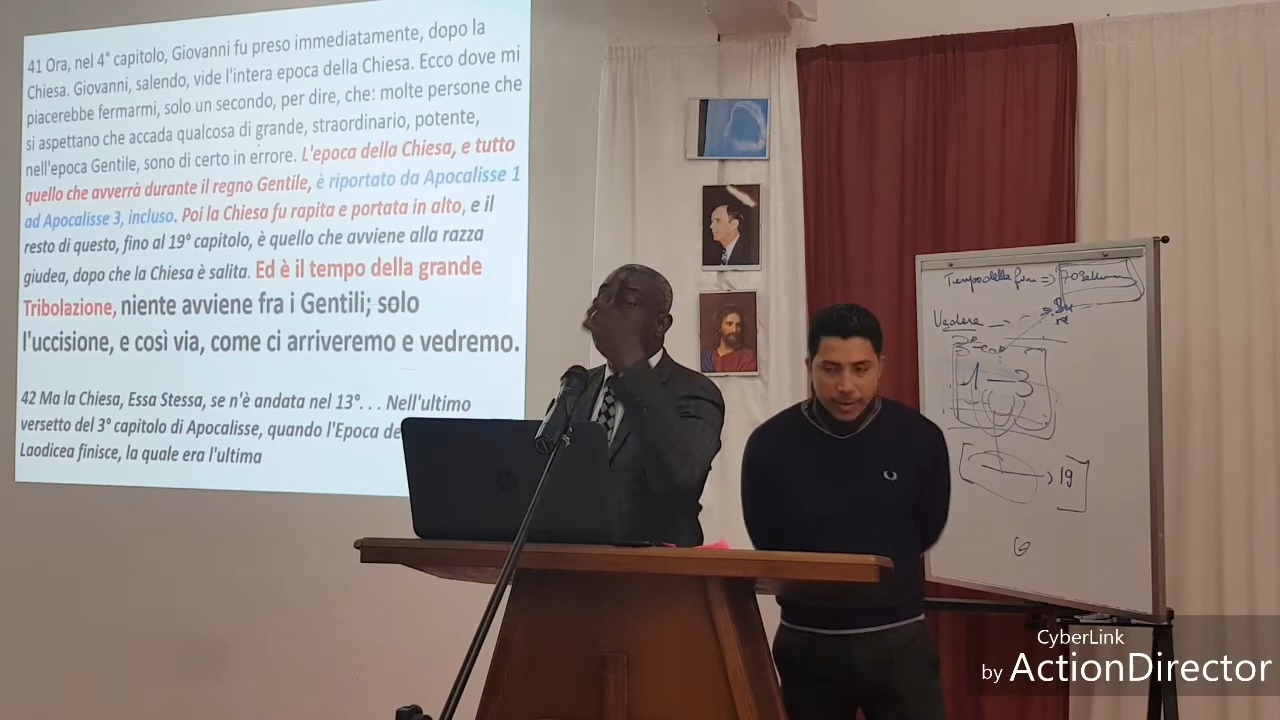 41 Ora, nel 4° capitolo, Giovanni fu preso immediatamente, dopo la
Chiesa. Giovanni, salendo, vide l'intera epoca della Chiesa. Ecco dove mi
piacerebbe fermarmi, solo un secondo, per dire, che: molte persone che
si aspettano che accada qualcosa di grande, straordinario, potente,
nell'epoca Gentile, sono di certo in errore. L'epoca della Chiesa, e tutto
quello che avverrà durante il regno Gentile, è riportato da Apocalisse 1
ad Apocalisse 3, incluso. Poi la Chiesa fu rapita e portata in alto, e il
resto di questo, fino al 19° capitolo, è quello che avviene alla razza
giudea, dopo che la Chiesa è salita. Ed è il tempo della grande
Tribolazione, niente avviene fra i Gentili; solo
l'uccisione, e così via, come ci arriveremo e vedremo.
42 Ma la Chiesa, Essa Stessa, se n'è andata nel 13°. . . Nell'ultimo
versetto del 3° capitolo di Apocalisse, quando l'Epoca de
Laodicea finisce, la quale era l'ultima
Tempo della fine =>
Vedere
1-3
19
CyberLink
by ActionDirector